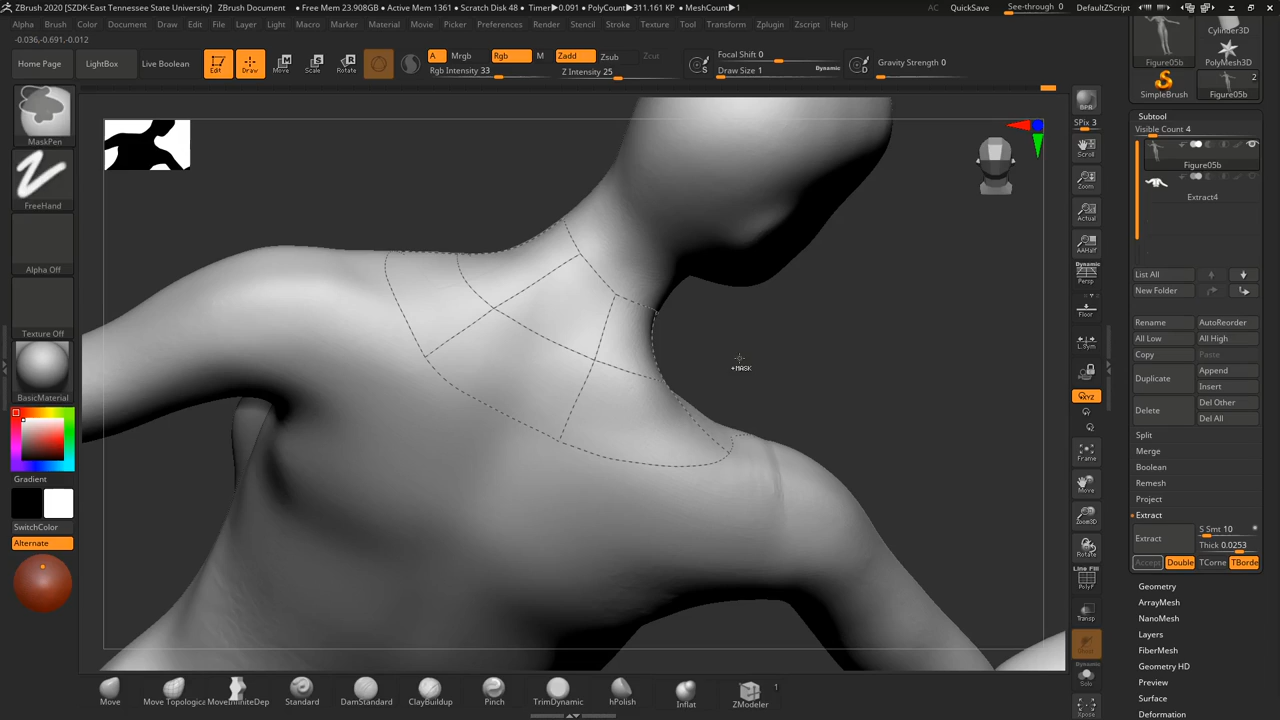 ZBrush 2020 [SZDK-East Tennessee State University] ZBrush Document • Free Mem 23.908GB • Active Mem 1361 • Scratch Disk 48 • Timer▶0.091 • PolyCount▶311.161 KP • MeshCount▶1 AC QuickSave See-through 0 Menus DefaultZScript
Alpha Brush Color Document Draw Edit File Layer Light Macro Marker Material Movie Picker Preferences Render Stencil Stroke Texture Tool Transform Zplugin Zscript Help
-0.036,-0.691,-0.012
Home Page LightBox Live Boolean Edit Draw Move Scale Rotate
A Mrgb Rgb M Zadd Zsub Zcut
Rgb Intensity 33 Z Intensity 25
Focal Shift 0
Draw Size 1 Dynamic
S D
Gravity Strength 0
MaskPen
FreeHand
Alpha Off
Texture Off
BasicMaterial
Gradient
SwitchColor
Alternate
+MASK
BPR
SPix 3
Scroll
Zoom
Actual
AAHalf
Dynamic
Persp
Floor
L.Sym
XYZ
Frame
Move
Zoom3D
Rotate
Line Fill
PolyF
Transp
Ghost
Dynamic
Solo
Xpose
Cylinder3D
Figure05b PolyMesh3D
2
SimpleBrush Figure05b
Subtool
Visible Count 4
Figure05b
Extract4
List All
New Folder
Rename AutoReorder
All Low All High
Copy Paste
Duplicate Append
Insert
Delete Del Other
Del All
Split
Merge
Boolean
Remesh
Project
Extract
Extract S Smt 10
Thick 0.0253
Accept Double TCorne TBorde
Geometry
ArrayMesh
NanoMesh
Layers
FiberMesh
Geometry HD
Preview
Surface
Deformation
Move Move Topologica MoveInfiniteDep Standard DamStandard ClayBuildup Pinch TrimDynamic hPolish Inflat ZModeler
1